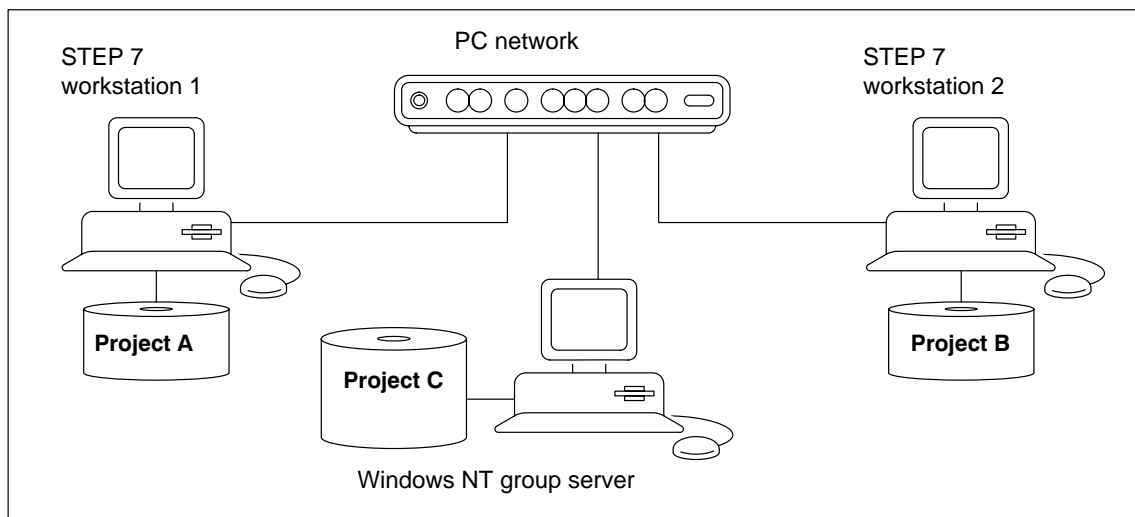 STEP 7
workstation 1
PC network
STEP 7
workstation 2
Project A
Project B
Project C
Windows NT group server